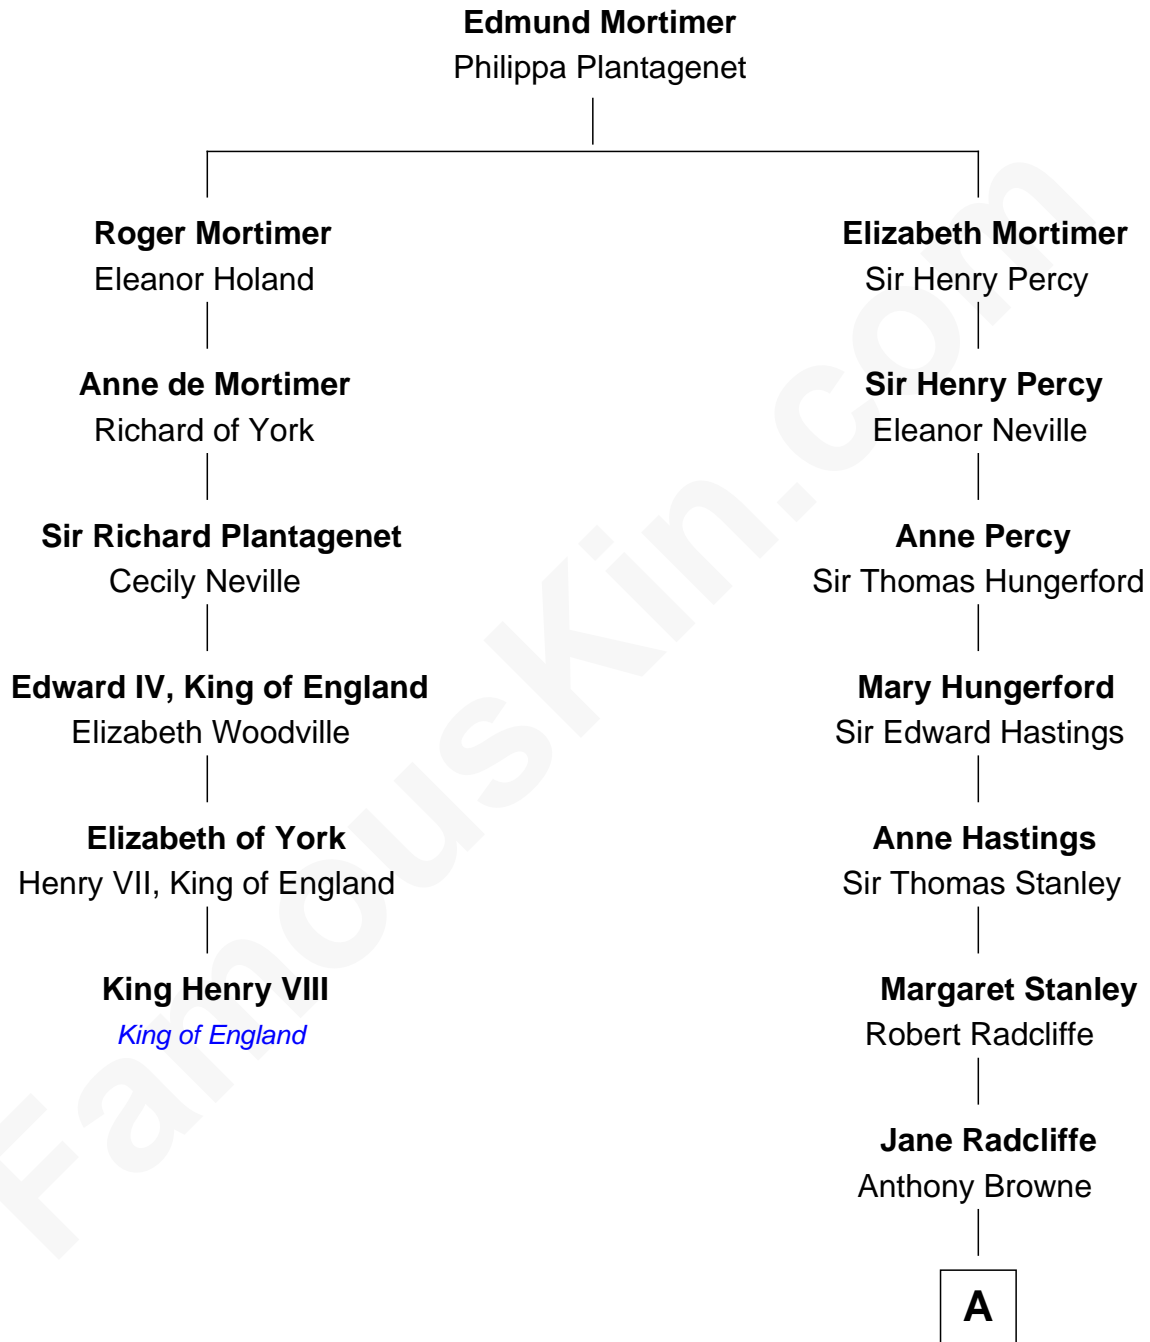 Edmund Mortimer
Philippa Plantagenet
Roger Mortimer
Eleanor Holand
Elizabeth Mortimer
Sir Henry Percy
Anne de Mortimer
Richard of York
Sir Henry Percy
Eleanor Neville
Sir Richard Plantagenet
Cecily Neville
Anne Percy
Sir Thomas Hungerford
Edward IV, King of England
Elizabeth Woodville
Mary Hungerford
Sir Edward Hastings
Elizabeth of York
Henry VII, King of England
Anne Hastings
Sir Thomas Stanley
King Henry VIII
King of England
Margaret Stanley
Robert Radcliffe
Jane Radcliffe
Anthony Browne
A
FamousKin.com